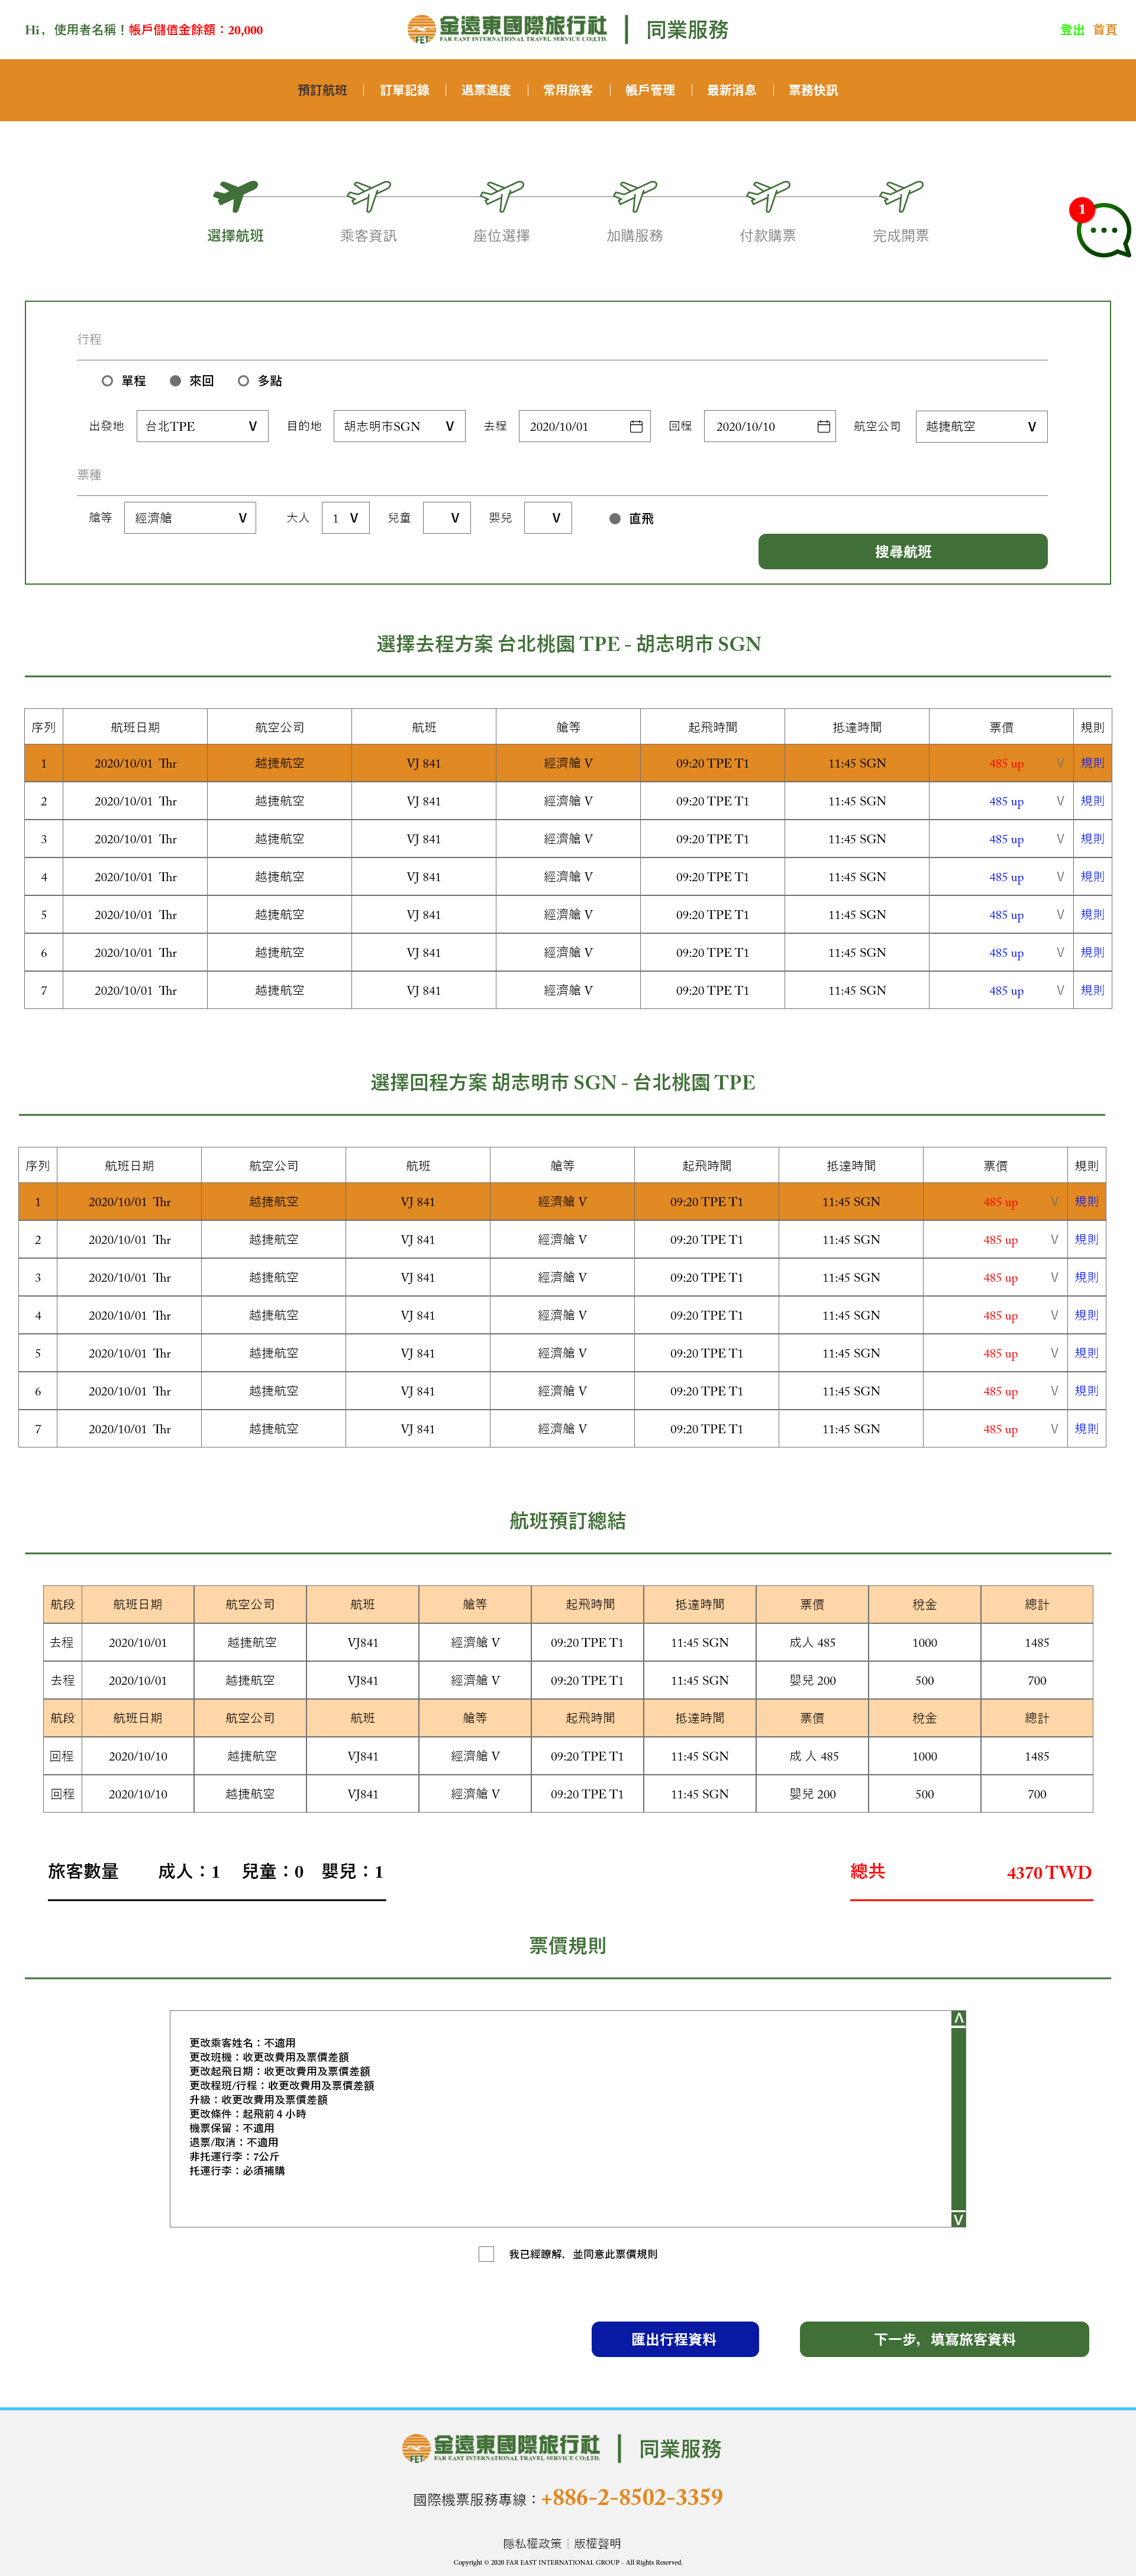 Hi，使用者名稱！帳戶儲值金餘額：20,000
金遠東國際旅行社
FAR EAST INTERNATIONAL TRAVEL SERVICE CO;LTD.
FET
同業服務
登出 首頁
預訂航班 訂單記錄 退票進度 常用旅客 帳戶管理 最新消息 票務快訊
1
選擇航班 乘客資訊 座位選擇 加購服務 付款購票 完成開票
行程
單程 來回 多點
出發地 台北TPE V 目的地 胡志明市SGN V 去程 2020/10/01 回程 2020/10/10 航空公司 越捷航空 V
票種
艙等 經濟艙 V 大人 1 V 兒童 V 嬰兒 V 直飛
搜尋航班
選擇去程方案 台北桃園 TPE - 胡志明市 SGN
序列 航班日期 航空公司 航班 艙等 起飛時間 抵達時間 票價 規則
1 2020/10/01 Thr 越捷航空 VJ 841 經濟艙 V 09:20 TPE T1 11:45 SGN 485 up V 規則
2 2020/10/01 Thr 越捷航空 VJ 841 經濟艙 V 09:20 TPE T1 11:45 SGN 485 up V 規則
3 2020/10/01 Thr 越捷航空 VJ 841 經濟艙 V 09:20 TPE T1 11:45 SGN 485 up V 規則
4 2020/10/01 Thr 越捷航空 VJ 841 經濟艙 V 09:20 TPE T1 11:45 SGN 485 up V 規則
5 2020/10/01 Thr 越捷航空 VJ 841 經濟艙 V 09:20 TPE T1 11:45 SGN 485 up V 規則
6 2020/10/01 Thr 越捷航空 VJ 841 經濟艙 V 09:20 TPE T1 11:45 SGN 485 up V 規則
7 2020/10/01 Thr 越捷航空 VJ 841 經濟艙 V 09:20 TPE T1 11:45 SGN 485 up V 規則
選擇回程方案 胡志明市 SGN - 台北桃園 TPE
序列 航班日期 航空公司 航班 艙等 起飛時間 抵達時間 票價 規則
1 2020/10/01 Thr 越捷航空 VJ 841 經濟艙 V 09:20 TPE T1 11:45 SGN 485 up V 規則
2 2020/10/01 Thr 越捷航空 VJ 841 經濟艙 V 09:20 TPE T1 11:45 SGN 485 up V 規則
3 2020/10/01 Thr 越捷航空 VJ 841 經濟艙 V 09:20 TPE T1 11:45 SGN 485 up V 規則
4 2020/10/01 Thr 越捷航空 VJ 841 經濟艙 V 09:20 TPE T1 11:45 SGN 485 up V 規則
5 2020/10/01 Thr 越捷航空 VJ 841 經濟艙 V 09:20 TPE T1 11:45 SGN 485 up V 規則
6 2020/10/01 Thr 越捷航空 VJ 841 經濟艙 V 09:20 TPE T1 11:45 SGN 485 up V 規則
7 2020/10/01 Thr 越捷航空 VJ 841 經濟艙 V 09:20 TPE T1 11:45 SGN 485 up V 規則
航班預訂總結
航段 航班日期 航空公司 航班 艙等 起飛時間 抵達時間 票價 稅金 總計
去程 2020/10/01 越捷航空 VJ841 經濟艙 V 09:20 TPE T1 11:45 SGN 成人 485 1000 1485
去程 2020/10/01 越捷航空 VJ841 經濟艙 V 09:20 TPE T1 11:45 SGN 嬰兒 200 500 700
航段 航班日期 航空公司 航班 艙等 起飛時間 抵達時間 票價 稅金 總計
回程 2020/10/10 越捷航空 VJ841 經濟艙 V 09:20 TPE T1 11:45 SGN 成 人 485 1000 1485
回程 2020/10/10 越捷航空 VJ841 經濟艙 V 09:20 TPE T1 11:45 SGN 嬰兒 200 500 700
旅客數量 成人：1 兒童：0 嬰兒：1 總共 4370 TWD
票價規則
更改乘客姓名：不適用
更改班機：收更改費用及票價差額
更改起飛日期：收更改費用及票價差額
更改程班/行程：收更改費用及票價差額
升級：收更改費用及票價差額
更改條件：起飛前 4 小時
機票保留：不適用
退票/取消：不適用
非托運行李：7公斤
托運行李：必須補購
我已經瞭解，並同意此票價規則
匯出行程資料 下一步，填寫旅客資料
金遠東國際旅行社
FAR EAST INTERNATIONAL TRAVEL SERVICE CO;LTD.
FET
同業服務
國際機票服務專線：+886-2-8502-3359
隱私權政策｜版權聲明
Copyright © 2020 FAR EAST INTERNATIONAL GROUP - All Rights Reserved.